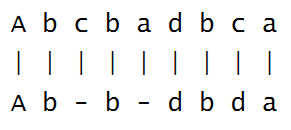 A b c b a d b c a
| | | | | | | | |
A b - b - d b d a